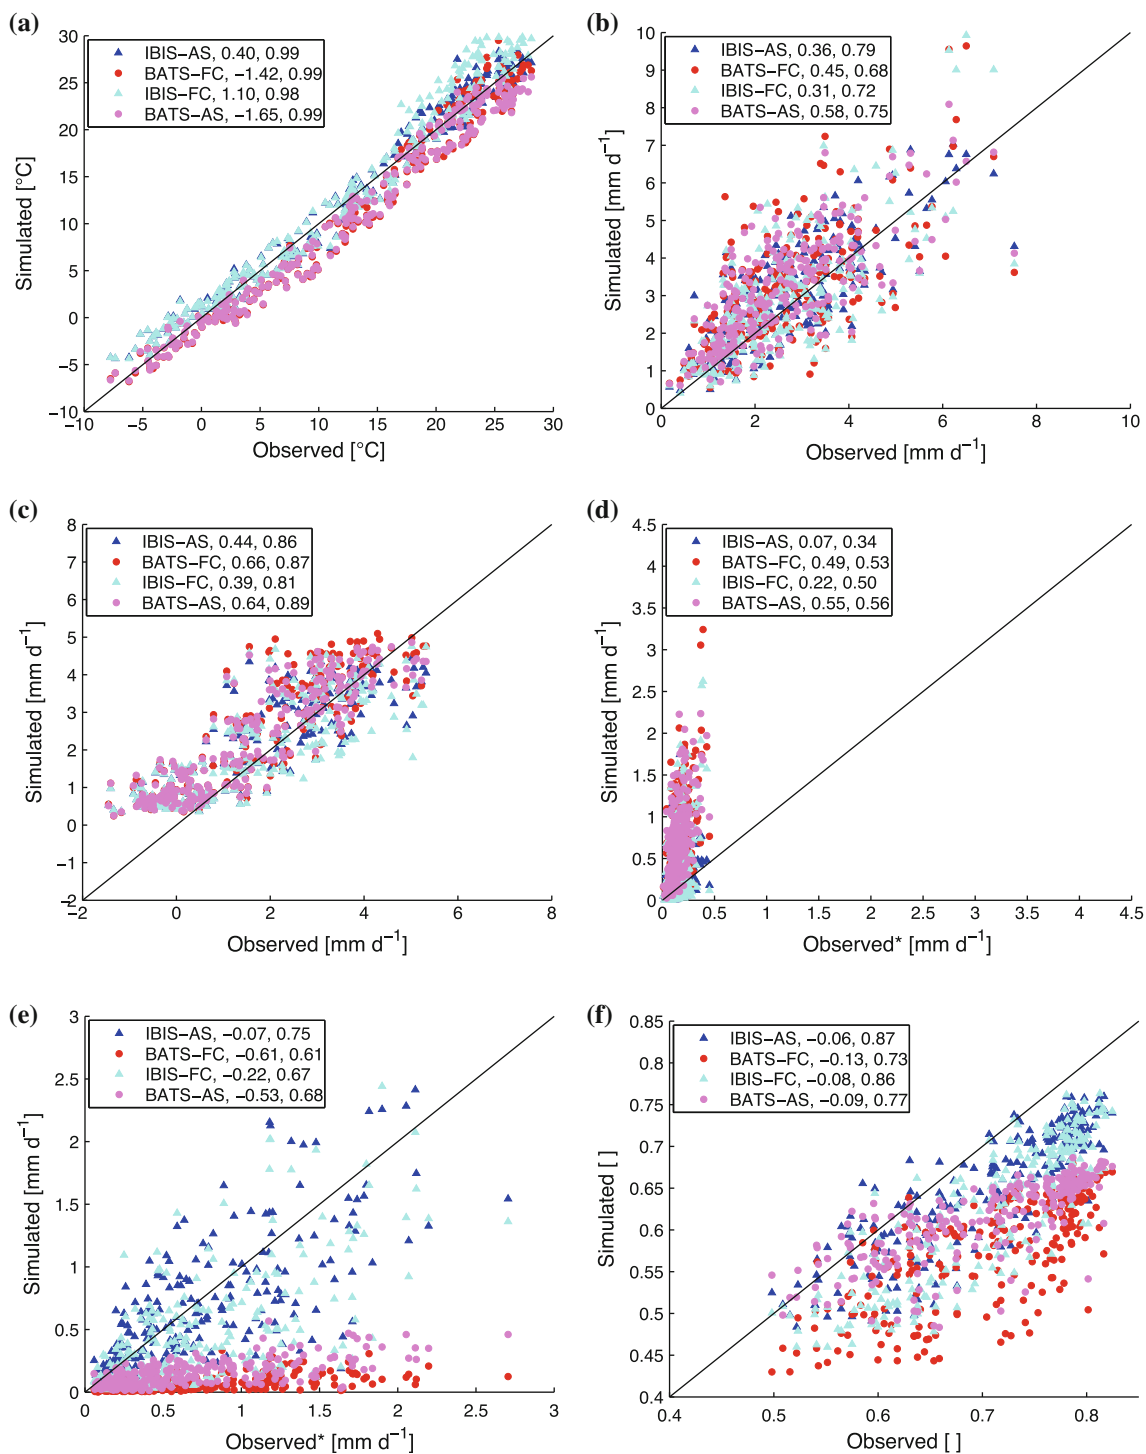 (a)
IBIS−AS, 0.40, 0.99
BATS−FC, −1.42, 0.99
IBIS−FC, 1.10, 0.98
BATS−AS, −1.65, 0.99
30
25
20
15
10
5
0
−5
−10
−10 −5 0 5 10 15 20 25 30
Simulated [°C]
Observed [°C]
(b)
IBIS−AS, 0.36, 0.79
BATS−FC, 0.45, 0.68
IBIS−FC, 0.31, 0.72
BATS−AS, 0.58, 0.75
10
9
8
7
6
5
4
3
2
1
0
0 2 4 6 8 10
Simulated [mm d−1]
Observed [mm d−1]
(c)
IBIS−AS, 0.44, 0.86
BATS−FC, 0.66, 0.87
IBIS−FC, 0.39, 0.81
BATS−AS, 0.64, 0.89
8
7
6
5
4
3
2
1
0
−1
−2
−2 0 2 4 6 8
Simulated [mm d−1]
Observed [mm d−1]
(d)
IBIS−AS, 0.07, 0.34
BATS−FC, 0.49, 0.53
IBIS−FC, 0.22, 0.50
BATS−AS, 0.55, 0.56
4.5
4
3.5
3
2.5
2
1.5
1
0.5
0
0 0.5 1 1.5 2 2.5 3 3.5 4 4.5
Simulated [mm d−1]
Observed* [mm d−1]
(e)
IBIS−AS, −0.07, 0.75
BATS−FC, −0.61, 0.61
IBIS−FC, −0.22, 0.67
BATS−AS, −0.53, 0.68
3
2.5
2
1.5
1
0.5
0
0 0.5 1 1.5 2 2.5 3
Simulated [mm d−1]
Observed* [mm d−1]
(f)
IBIS−AS, −0.06, 0.87
BATS−FC, −0.13, 0.73
IBIS−FC, −0.08, 0.86
BATS−AS, −0.09, 0.77
0.85
0.8
0.75
0.7
0.65
0.6
0.55
0.5
0.45
0.4
0.4 0.5 0.6 0.7 0.8
Simulated [ ]
Observed [ ]